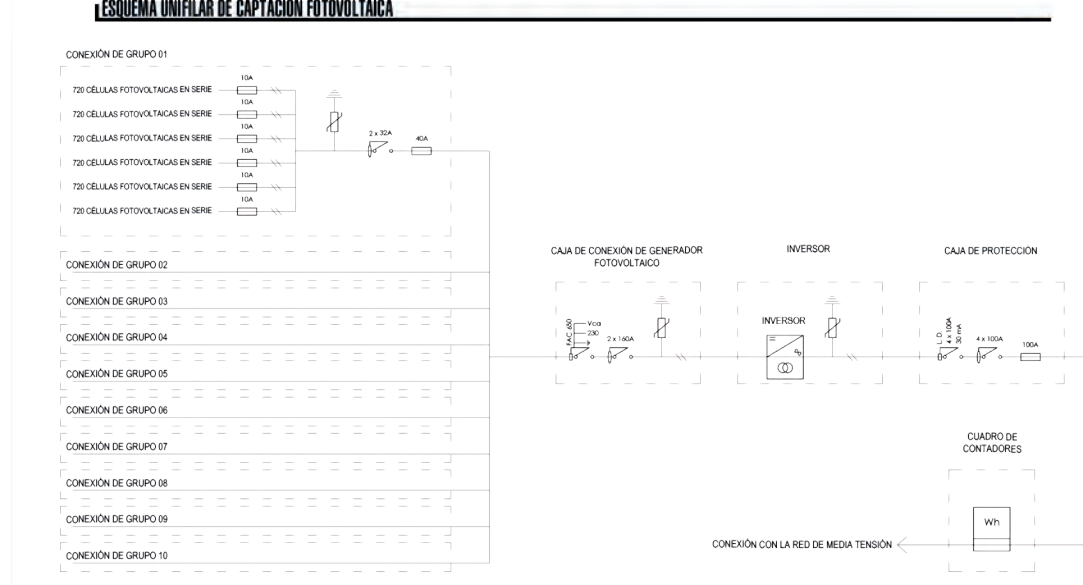 ESQUEMA UNIFILAR DE CAPTACIÓN FOTOVOLTAICA
CONEXIÓN DE GRUPO 01
10A
720 CÉLULAS FOTOVOLTAICAS EN SERIE
10A
720 CÉLULAS FOTOVOLTAICAS EN SERIE
10A
720 CÉLULAS FOTOVOLTAICAS EN SERIE
10A
720 CÉLULAS FOTOVOLTAICAS EN SERIE
10A
720 CÉLULAS FOTOVOLTAICAS EN SERIE
10A
720 CÉLULAS FOTOVOLTAICAS EN SERIE
2 x 32A
40A
CONEXIÓN DE GRUPO 02
CONEXIÓN DE GRUPO 03
CONEXIÓN DE GRUPO 04
CONEXIÓN DE GRUPO 05
CONEXIÓN DE GRUPO 06
CONEXIÓN DE GRUPO 07
CONEXIÓN DE GRUPO 08
CONEXIÓN DE GRUPO 09
CONEXIÓN DE GRUPO 10
CAJA DE CONEXIÓN DE GENERADOR
FOTOVOLTAICO
FAC 650
Vca
230
2 x 160A
INVERSOR
INVERSOR
CAJA DE PROTECCIÓN
L. D.
4 x 100A
30 mA
4 x 100A
100A
CUADRO DE
CONTADORES
Wh
CONEXIÓN CON LA RED DE MEDIA TENSIÓN